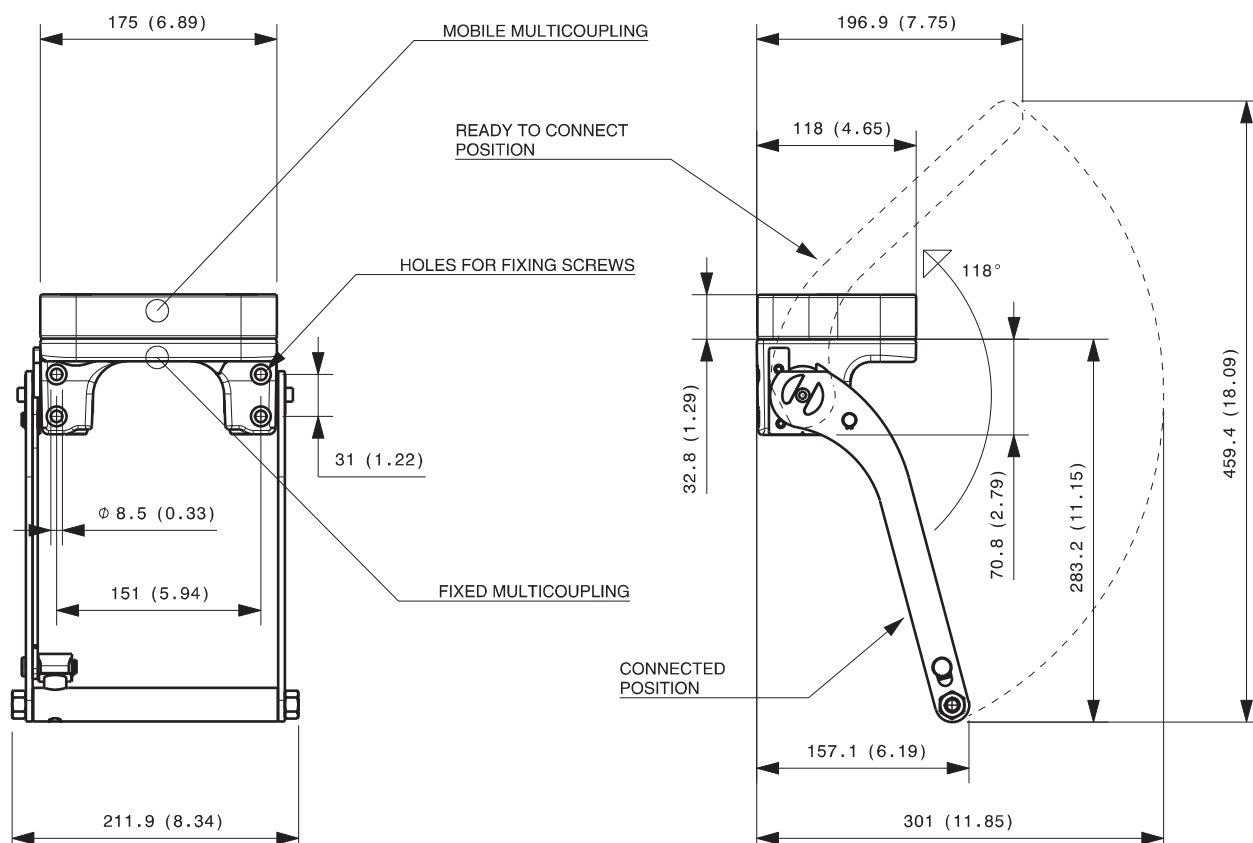 175 (6.89)
MOBILE MULTICOUPLING
196.9 (7.75)
READY TO CONNECT
POSITION
118 (4.65)
HOLES FOR FIXING SCREWS
118°
31 (1.22)
32.8 (1.29)
459.4 (18.09)
⌀ 8.5 (0.33)
70.8 (2.79)
283.2 (11.15)
151 (5.94)
FIXED MULTICOUPLING
CONNECTED
POSITION
157.1 (6.19)
211.9 (8.34)
301 (11.85)